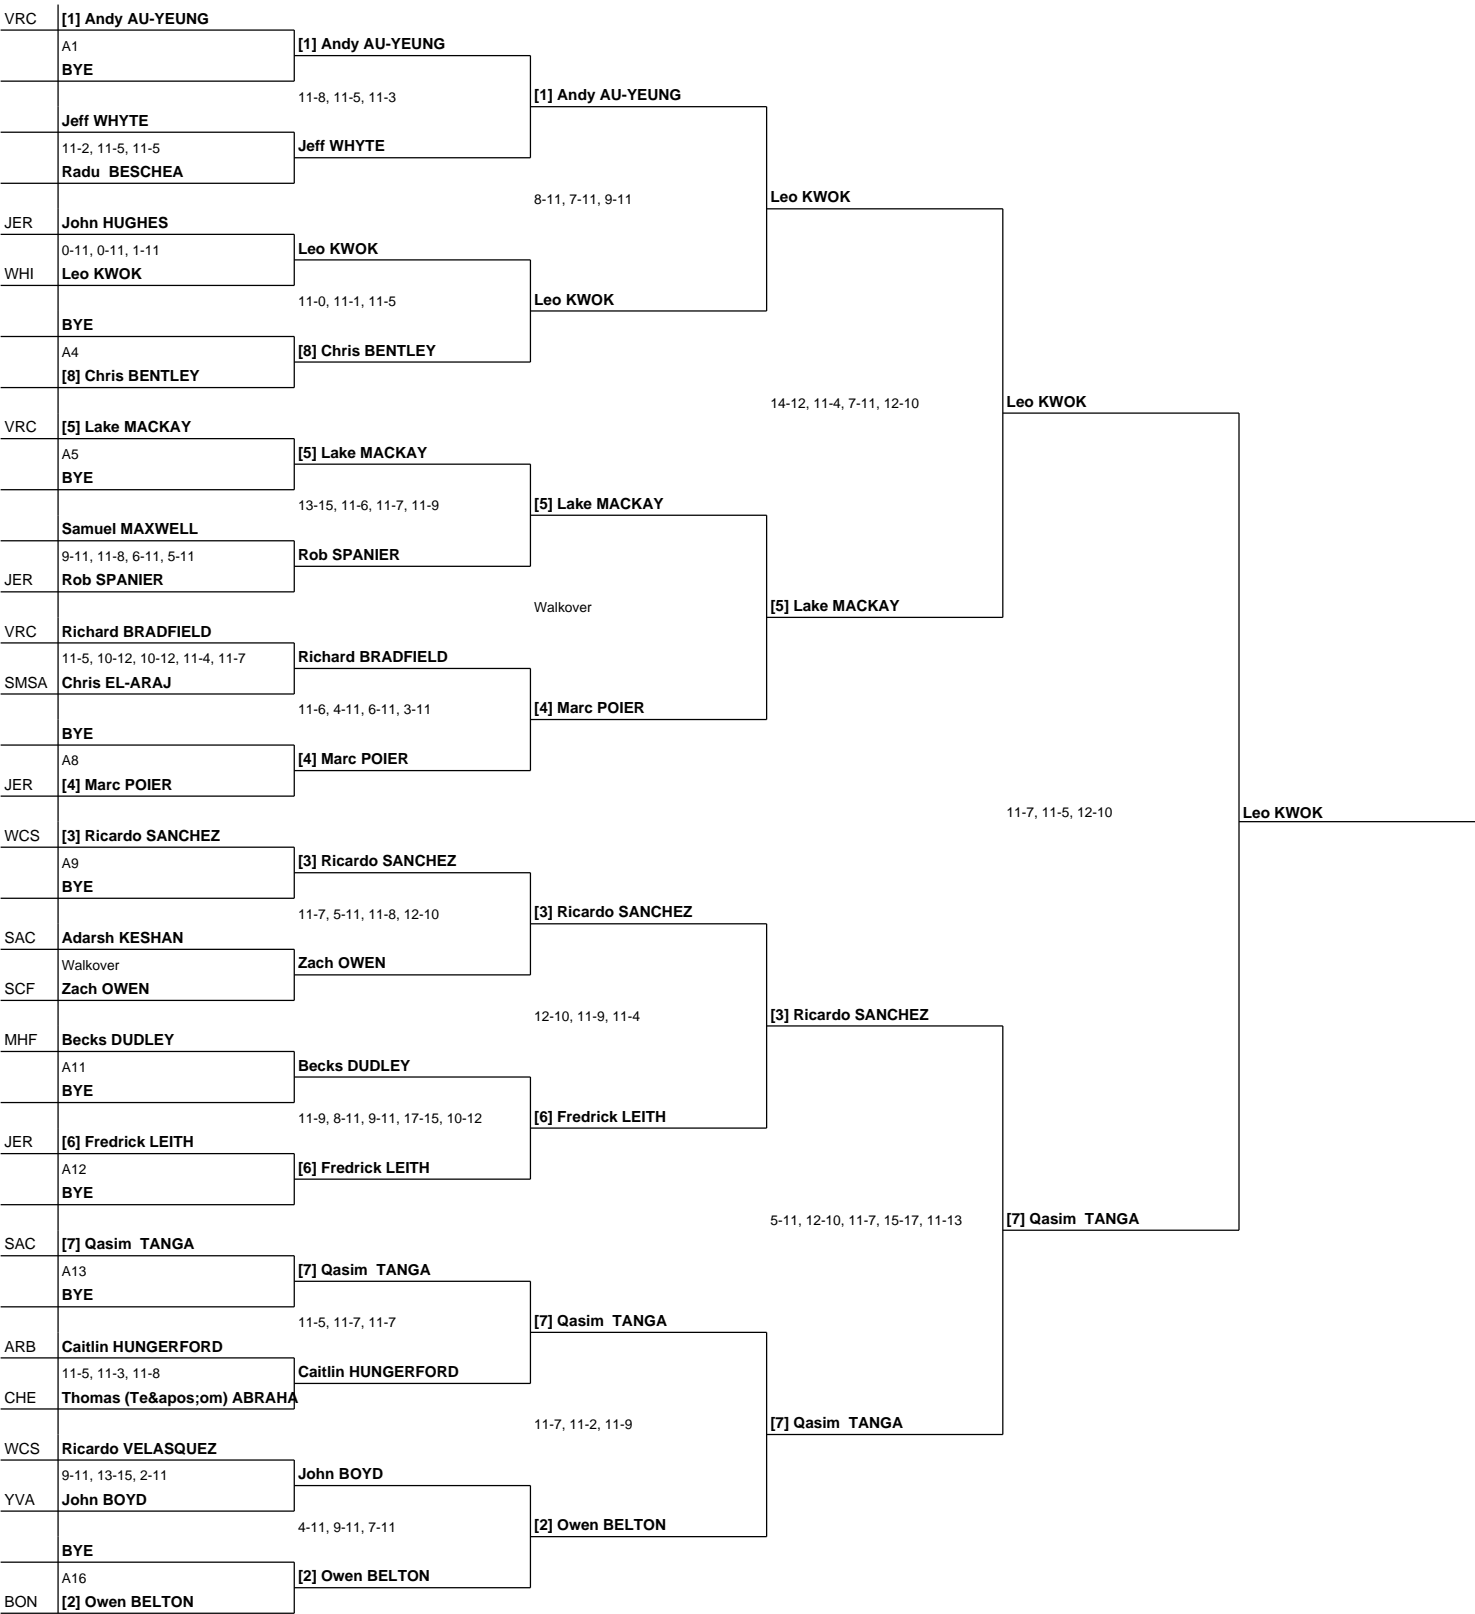 VRC [1] Andy AU-YEUNG
A1 [1] Andy AU-YEUNG
BYE
[1] Andy AU-YEUNG
11-8, 11-5, 11-3
Jeff WHYTE
11-2, 11-5, 11-5 Jeff WHYTE
Radu BESCHEA
8-11, 7-11, 9-11 Leo KWOK
JER John HUGHES
0-11, 0-11, 1-11 Leo KWOK
WHI Leo KWOK
11-0, 11-1, 11-5 Leo KWOK
BYE
A4 [8] Chris BENTLEY
[8] Chris BENTLEY
14-12, 11-4, 7-11, 12-10 Leo KWOK
VRC [5] Lake MACKAY
A5 [5] Lake MACKAY
BYE
13-15, 11-6, 11-7, 11-9 [5] Lake MACKAY
Samuel MAXWELL
9-11, 11-8, 6-11, 5-11 Rob SPANIER
JER Rob SPANIER
Walkover [5] Lake MACKAY
VRC Richard BRADFIELD
11-5, 10-12, 10-12, 11-4, 11-7 Richard BRADFIELD
SMSA Chris EL-ARAJ
11-6, 4-11, 6-11, 3-11 [4] Marc POIER
BYE
A8 [4] Marc POIER
JER [4] Marc POIER
11-7, 11-5, 12-10 Leo KWOK
WCS [3] Ricardo SANCHEZ
A9 [3] Ricardo SANCHEZ
BYE
11-7, 5-11, 11-8, 12-10 [3] Ricardo SANCHEZ
SAC Adarsh KESHAN
Walkover Zach OWEN
SCF Zach OWEN
12-10, 11-9, 11-4 [3] Ricardo SANCHEZ
MHF Becks DUDLEY
A11 Becks DUDLEY
BYE
11-9, 8-11, 9-11, 17-15, 10-12 [6] Fredrick LEITH
JER [6] Fredrick LEITH
A12 [6] Fredrick LEITH
BYE
5-11, 12-10, 11-7, 15-17, 11-13 [7] Qasim TANGA
SAC [7] Qasim TANGA
A13 [7] Qasim TANGA
BYE
11-5, 11-7, 11-7 [7] Qasim TANGA
ARB Caitlin HUNGERFORD
11-5, 11-3, 11-8 Caitlin HUNGERFORD
CHE Thomas (Te&apos;om) ABRAHA
11-7, 11-2, 11-9 [7] Qasim TANGA
WCS Ricardo VELASQUEZ
9-11, 13-15, 2-11 John BOYD
YVA John BOYD
4-11, 9-11, 7-11 [2] Owen BELTON
BYE
A16 [2] Owen BELTON
BON [2] Owen BELTON